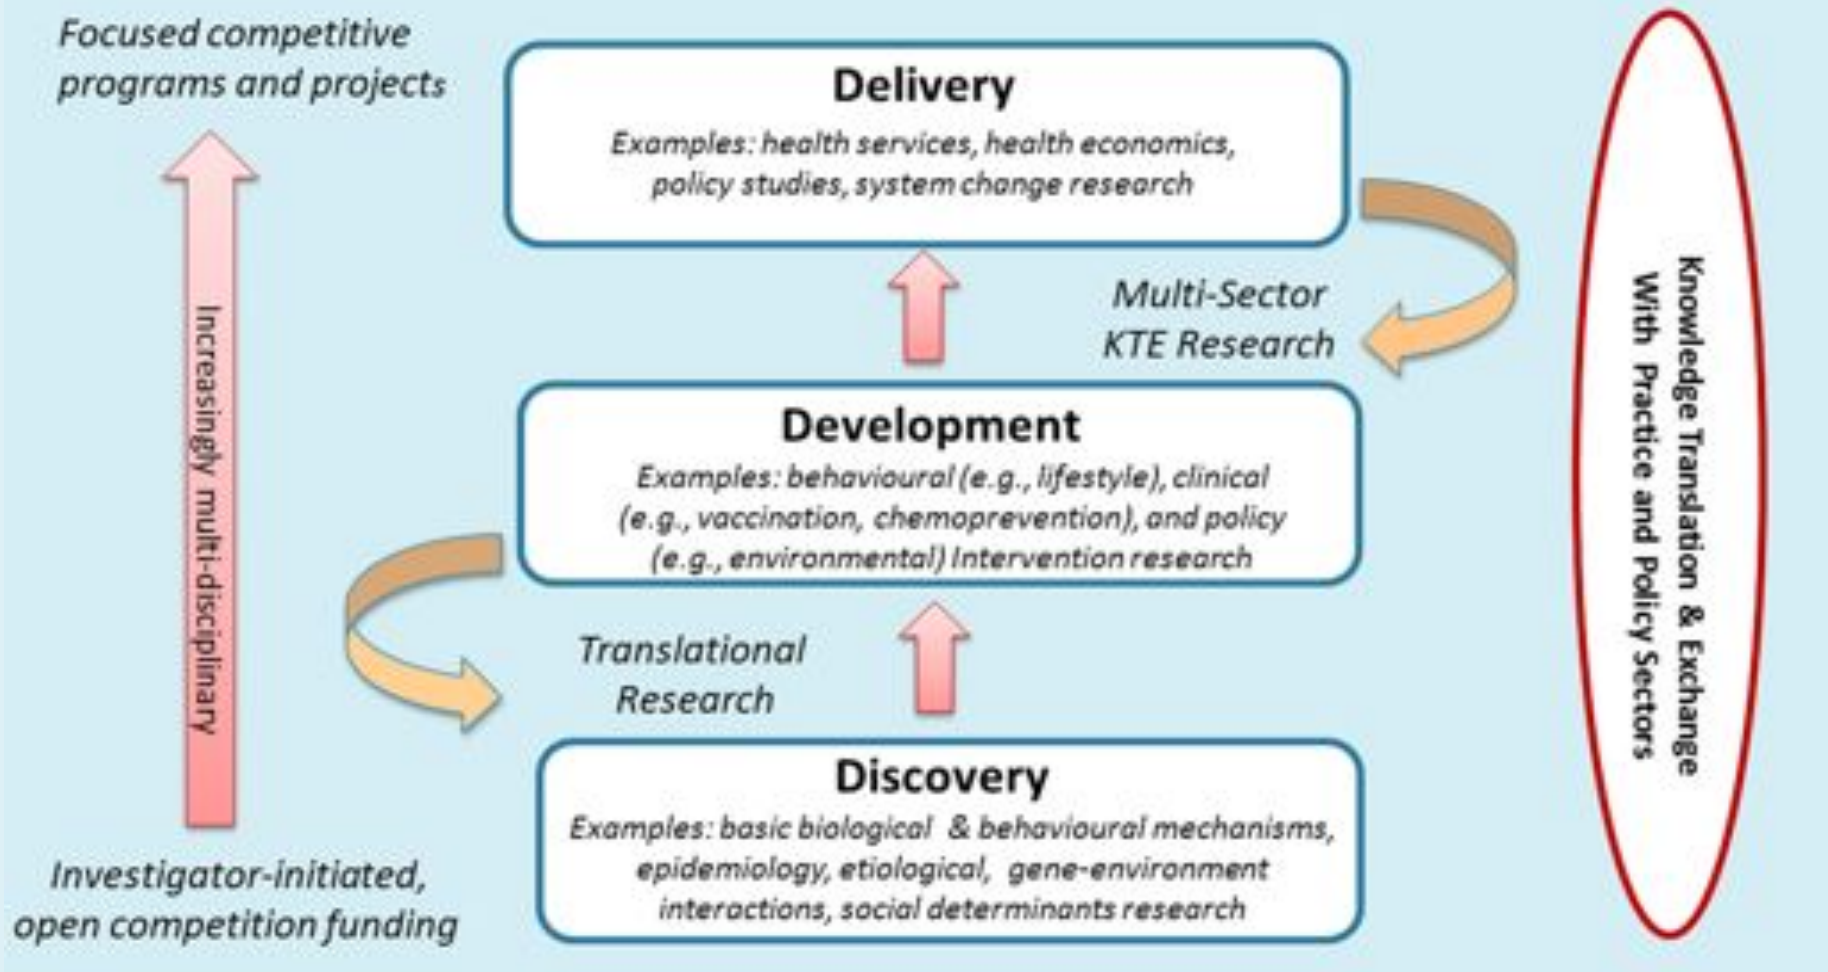 Focused competitive
programs and projects
Increasingly multi-disciplinary
Investigator-initiated,
open competition funding
Delivery
Examples: health services, health economics,
policy studies, system change research
Multi-Sector
KTE Research
Development
Examples: behavioural (e.g., lifestyle), clinical
(e.g., vaccination, chemoprevention), and policy
(e.g., environmental) Intervention research
Translational
Research
Discovery
Examples: basic biological & behavioural mechanisms,
epidemiology, etiological, gene-environment
interactions, social determinants research
Knowledge Translation & Exchange
With Practice and Policy Sectors